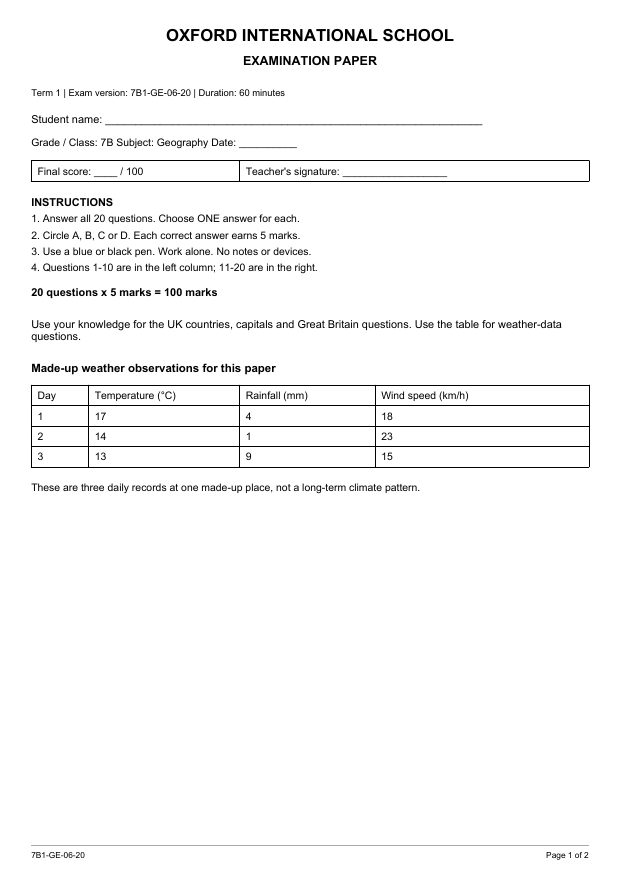 OXFORD INTERNATIONAL SCHOOL
EXAMINATION PAPER
Term 1 | Exam version: 7B1-GE-06-20 | Duration: 60 minutes
Student name: _______________________________________________________________
Grade / Class: 7B Subject: Geography Date: __________
Final score: ____ / 100 Teacher's signature: __________________
INSTRUCTIONS
1. Answer all 20 questions. Choose ONE answer for each.
2. Circle A, B, C or D. Each correct answer earns 5 marks.
3. Use a blue or black pen. Work alone. No notes or devices.
4. Questions 1-10 are in the left column; 11-20 are in the right.
20 questions x 5 marks = 100 marks
Use your knowledge for the UK countries, capitals and Great Britain questions. Use the table for weather-data
questions.
Made-up weather observations for this paper
Day Temperature (°C) Rainfall (mm) Wind speed (km/h)
1 17 4 18
2 14 1 23
3 13 9 15
These are three daily records at one made-up place, not a long-term climate pattern.
7B1-GE-06-20 Page 1 of 2